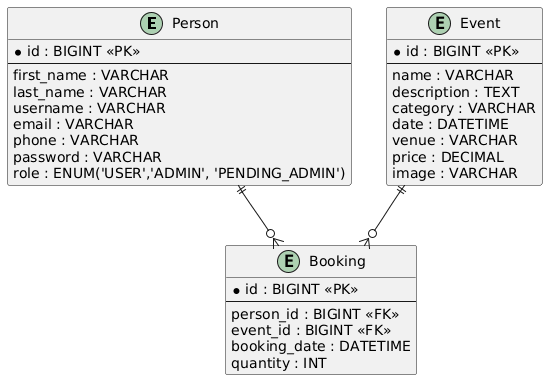 E Person
* id : BIGINT «PK»
first_name : VARCHAR
last_name : VARCHAR
username : VARCHAR
email : VARCHAR
phone : VARCHAR
password : VARCHAR
role : ENUM('USER','ADMIN', 'PENDING_ADMIN')
E Event
* id : BIGINT «PK»
name : VARCHAR
description : TEXT
category : VARCHAR
date : DATETIME
venue : VARCHAR
price : DECIMAL
image : VARCHAR
E Booking
* id : BIGINT «PK»
person_id : BIGINT «FK»
event_id : BIGINT «FK»
booking_date : DATETIME
quantity : INT